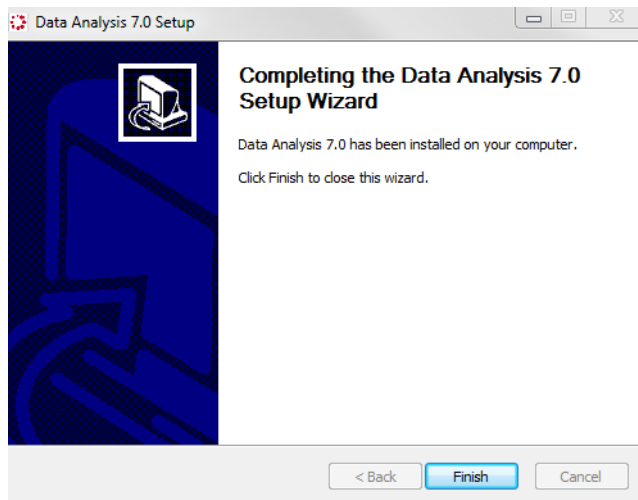 Data Analysis 7.0 Setup
Completing the Data Analysis 7.0
Setup Wizard
Data Analysis 7.0 has been installed on your computer.
Click Finish to close this wizard.
< Back Finish Cancel